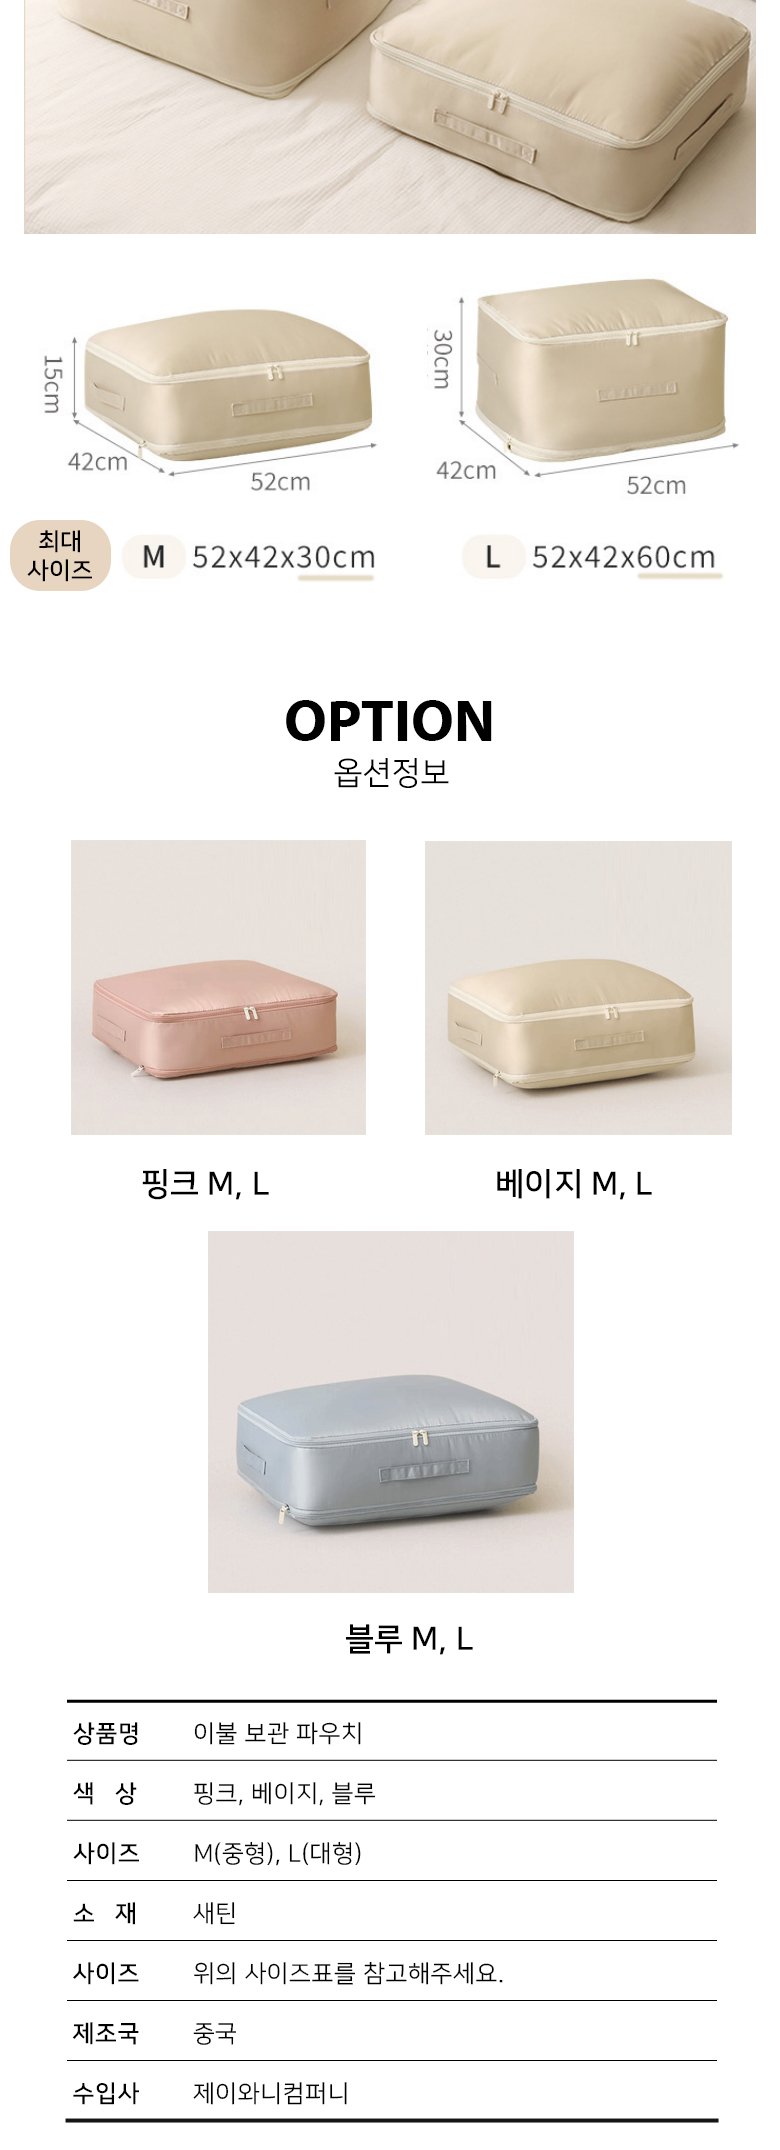 15cm
42cm
52cm
30cm
42cm
52cm
최대
사이즈
M 52x42x30cm
L 52x42x60cm
OPTION
옵션정보
핑크 M, L
베이지 M, L
블루 M, L
상품명 이불 보관 파우치
색 상 핑크, 베이지, 블루
사이즈 M(중형), L(대형)
소 재 새틴
사이즈 위의 사이즈표를 참고해주세요.
제조국 중국
수입사 제이와니컴퍼니